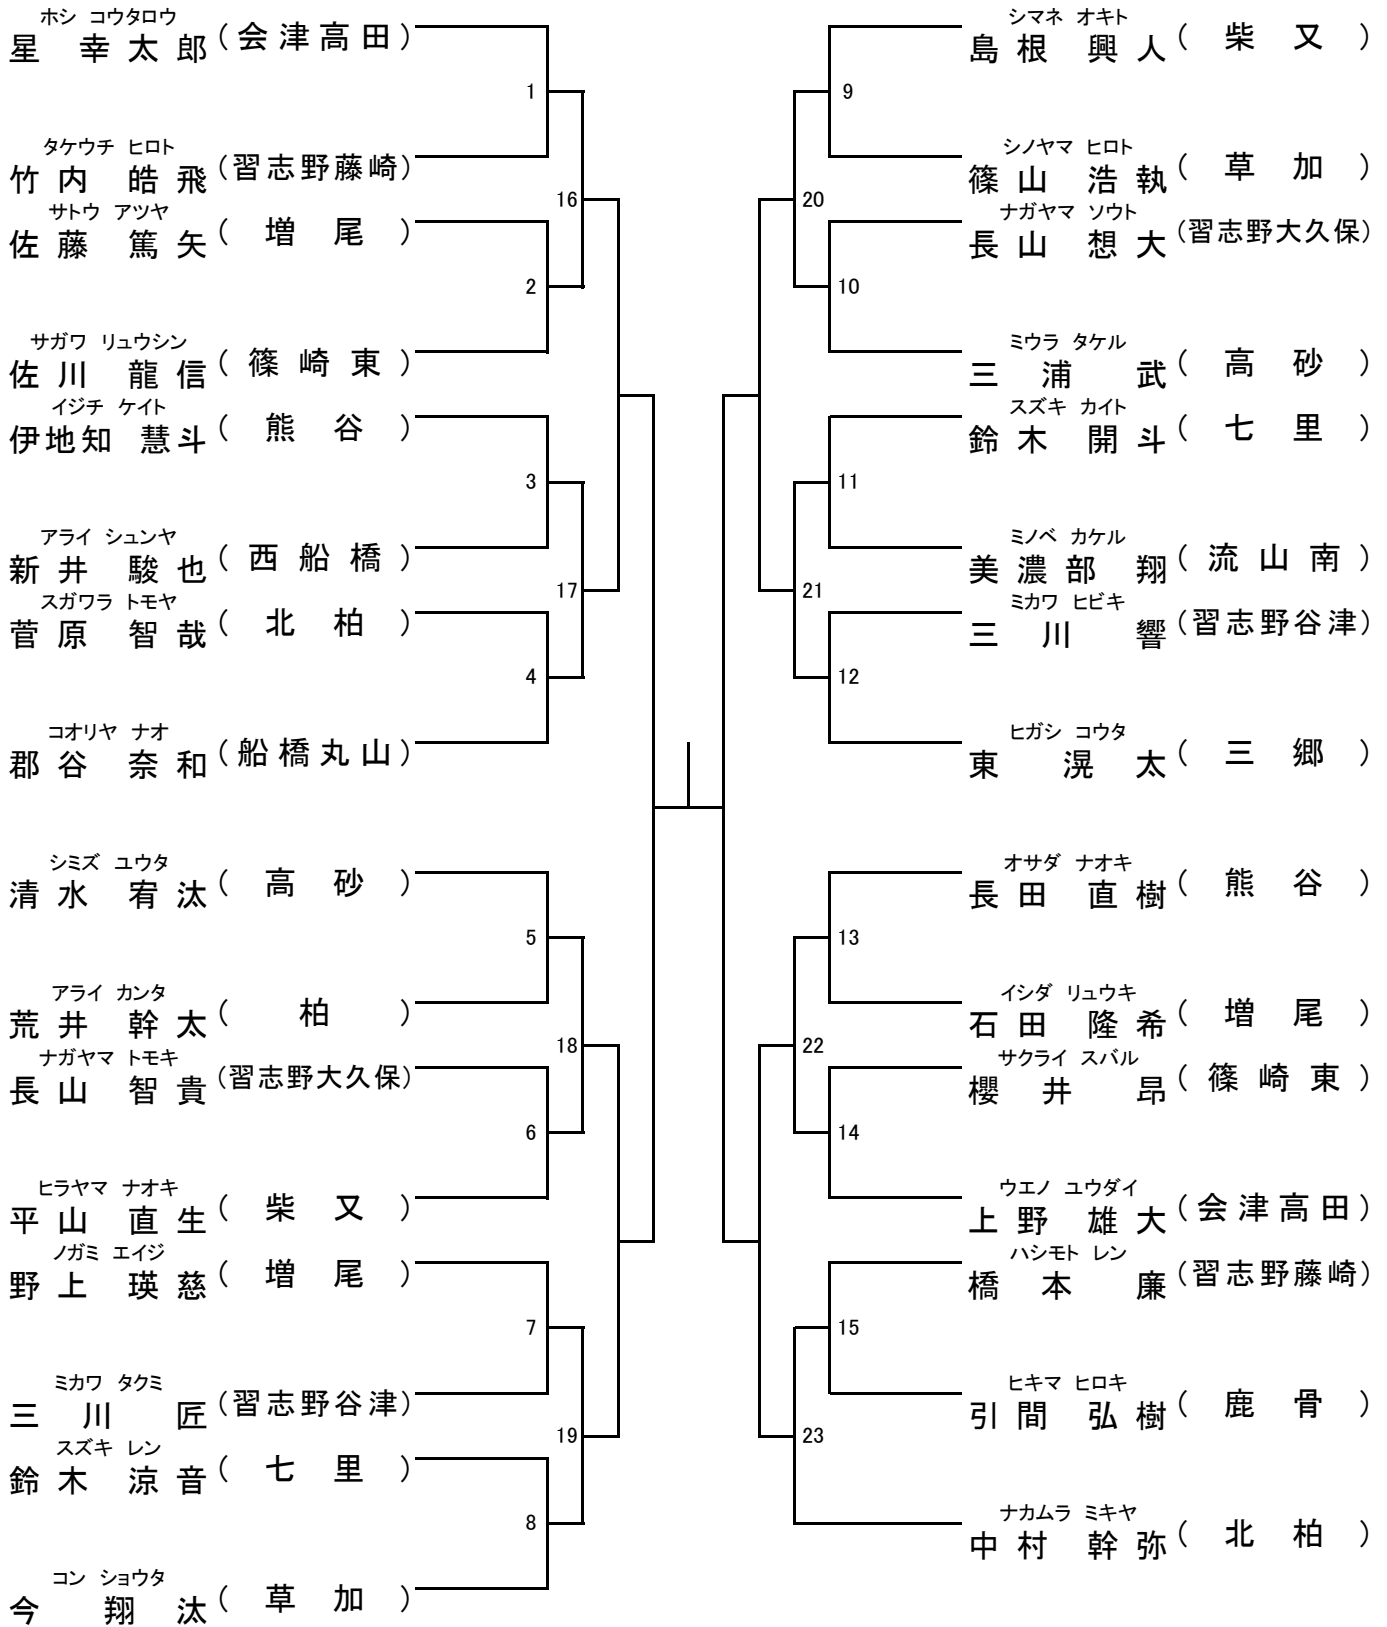 ホシ コウタロウ
星 幸太郎 (会津高田)
1
タケウチ ヒロト
竹内 皓飛 (習志野藤崎)
16
サトウ アツヤ
佐藤 篤矢 (増尾)
2
サガワ リュウシン
佐川 龍信 (篠崎東)
イジチ ケイト
伊地知 慧斗 (熊谷)
3
アライ シュンヤ
新井 駿也 (西船橋)
17
スガワラ トモヤ
菅原 智哉 (北柏)
4
コオリヤ ナオ
郡谷 奈和 (船橋丸山)
シミズ ユウタ
清水 宥汰 (高砂)
5
アライ カンタ
荒井 幹太 (柏)
18
ナガヤマ トモキ
長山 智貴 (習志野大久保)
6
ヒラヤマ ナオキ
平山 直生 (柴又)
ノガミ エイジ
野上 瑛慈 (増尾)
7
ミカワ タクミ
三川 匠 (習志野谷津)
19
スズキ レン
鈴木 涼音 (七里)
8
コン ショウタ
今 翔汰 (草加)
シマネ オキト
島根 興人 (柴又)
9
シノヤマ ヒロト
篠山 浩執 (草加)
20
ナガヤマ ソウト
長山 想大 (習志野大久保)
10
ミウラ タケル
三浦 武 (高砂)
スズキ カイト
鈴木 開斗 (七里)
11
ミノベ カケル
美濃部 翔 (流山南)
21
ミカワ ヒビキ
三川 響 (習志野谷津)
12
ヒガシ コウタ
東 滉太 (三郷)
オサダ ナオキ
長田 直樹 (熊谷)
13
イシダ リュウキ
石田 隆希 (増尾)
22
サクライ スバル
櫻井 昂 (篠崎東)
14
ウエノ ユウダイ
上野 雄大 (会津高田)
ハシモト レン
橋本 廉 (習志野藤崎)
15
ヒキマ ヒロキ
引間 弘樹 (鹿骨)
23
ナカムラ ミキヤ
中村 幹弥 (北柏)